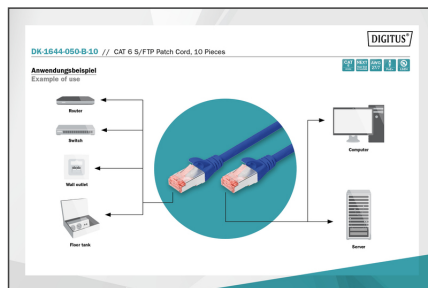 DIGITUS®
DK-1644-050-B-10 // CAT 6 S/FTP Patch Cord, 10 Pieces
Anwendungsbeispiel
Example of use
Router
Switch
Wall outlet
Floor tank
Computer
Server